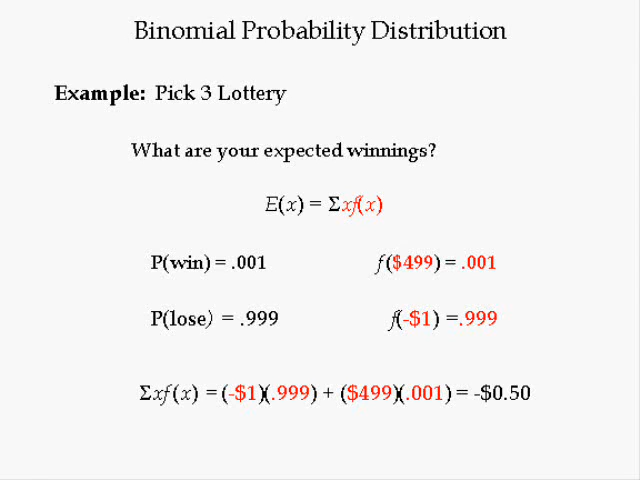 Binomial Probability Distribution
Example: Pick 3 Lottery
What are your expected winnings?
E(x) = Σxf(x)
P(win) = .001 f($499) = .001
P(lose) = .999 f(-$1) =.999
Σxf(x) = (-$1)(.999) + ($499)(.001) = -$0.50